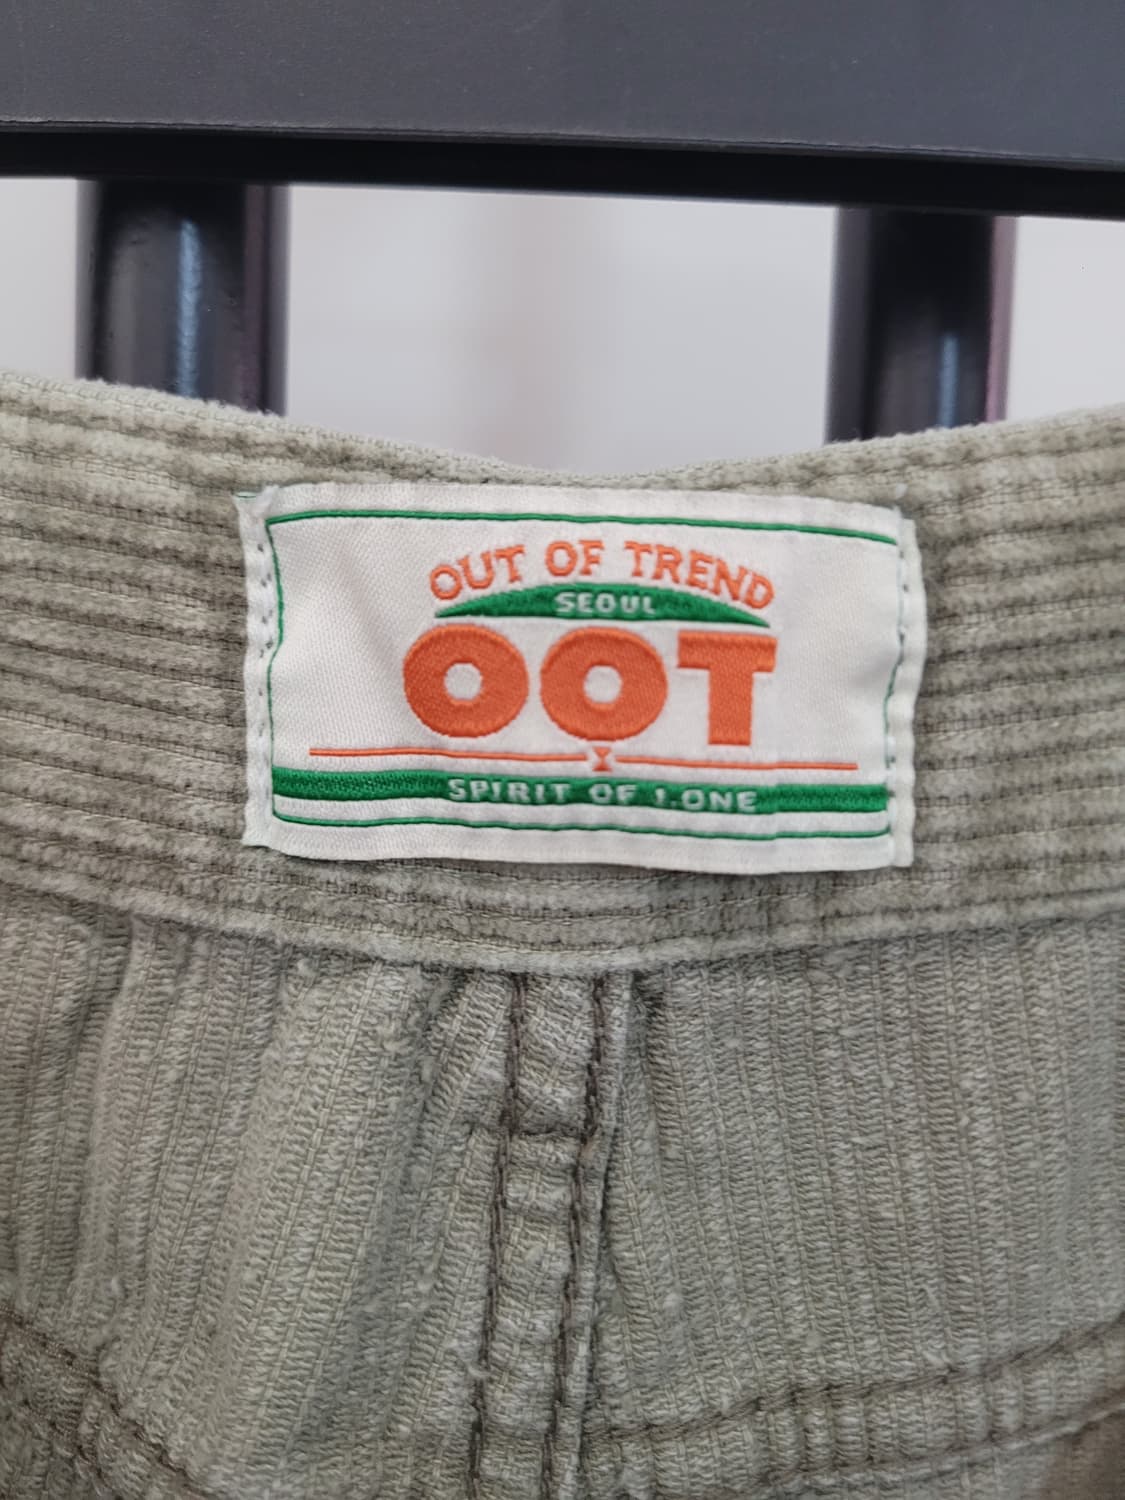 OUT OF TREND
SEOUL
OOT
SPIRIT OF 1.ONE